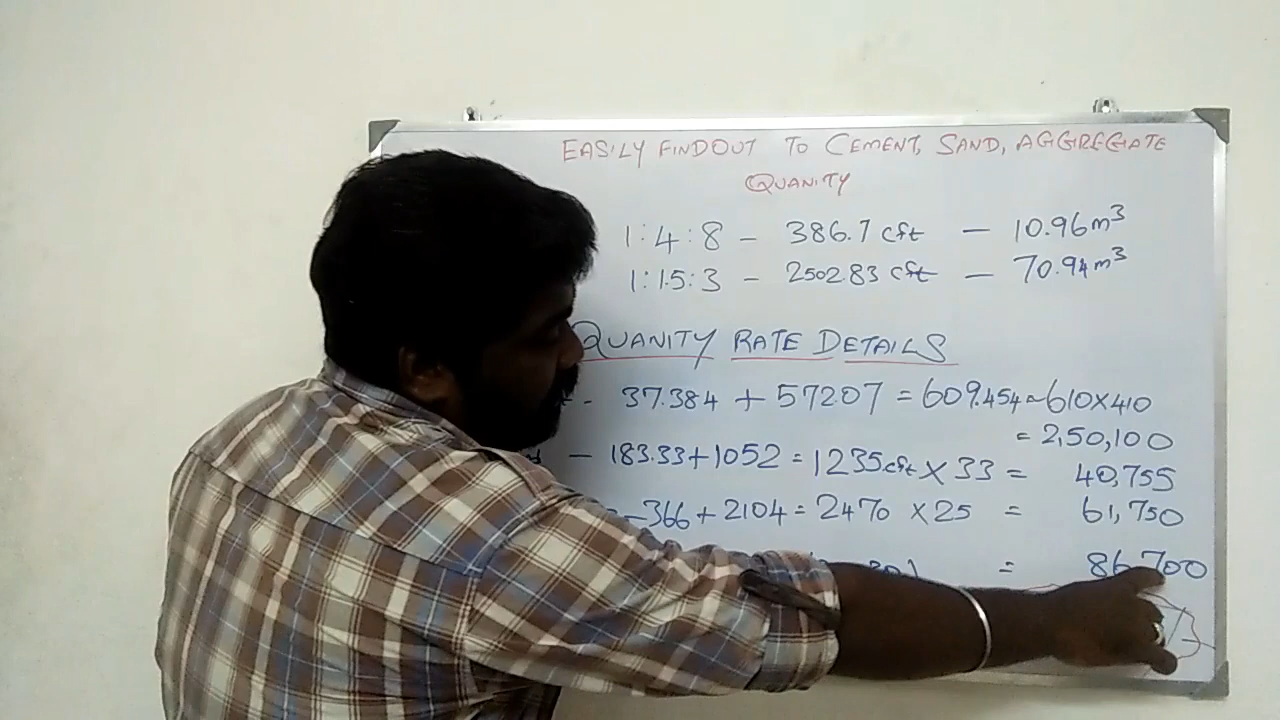 EASILY FINDOUT TO CEMENT, SAND, AGGREGATE
QUANITY
1:4:8 - 386.7 cft - 10.96m³
1:1.5:3 - 2502.83 cft - 70.94m³
QUANITY RATE DETAILS
- 37.384 + 572.07 = 609.454 ≈ 610×410
= 2,50,100
- 183.33+1052 = 1235cft × 33 = 40,755
- 366 + 2104 = 2470 × 25 = 61,750
= 86,700